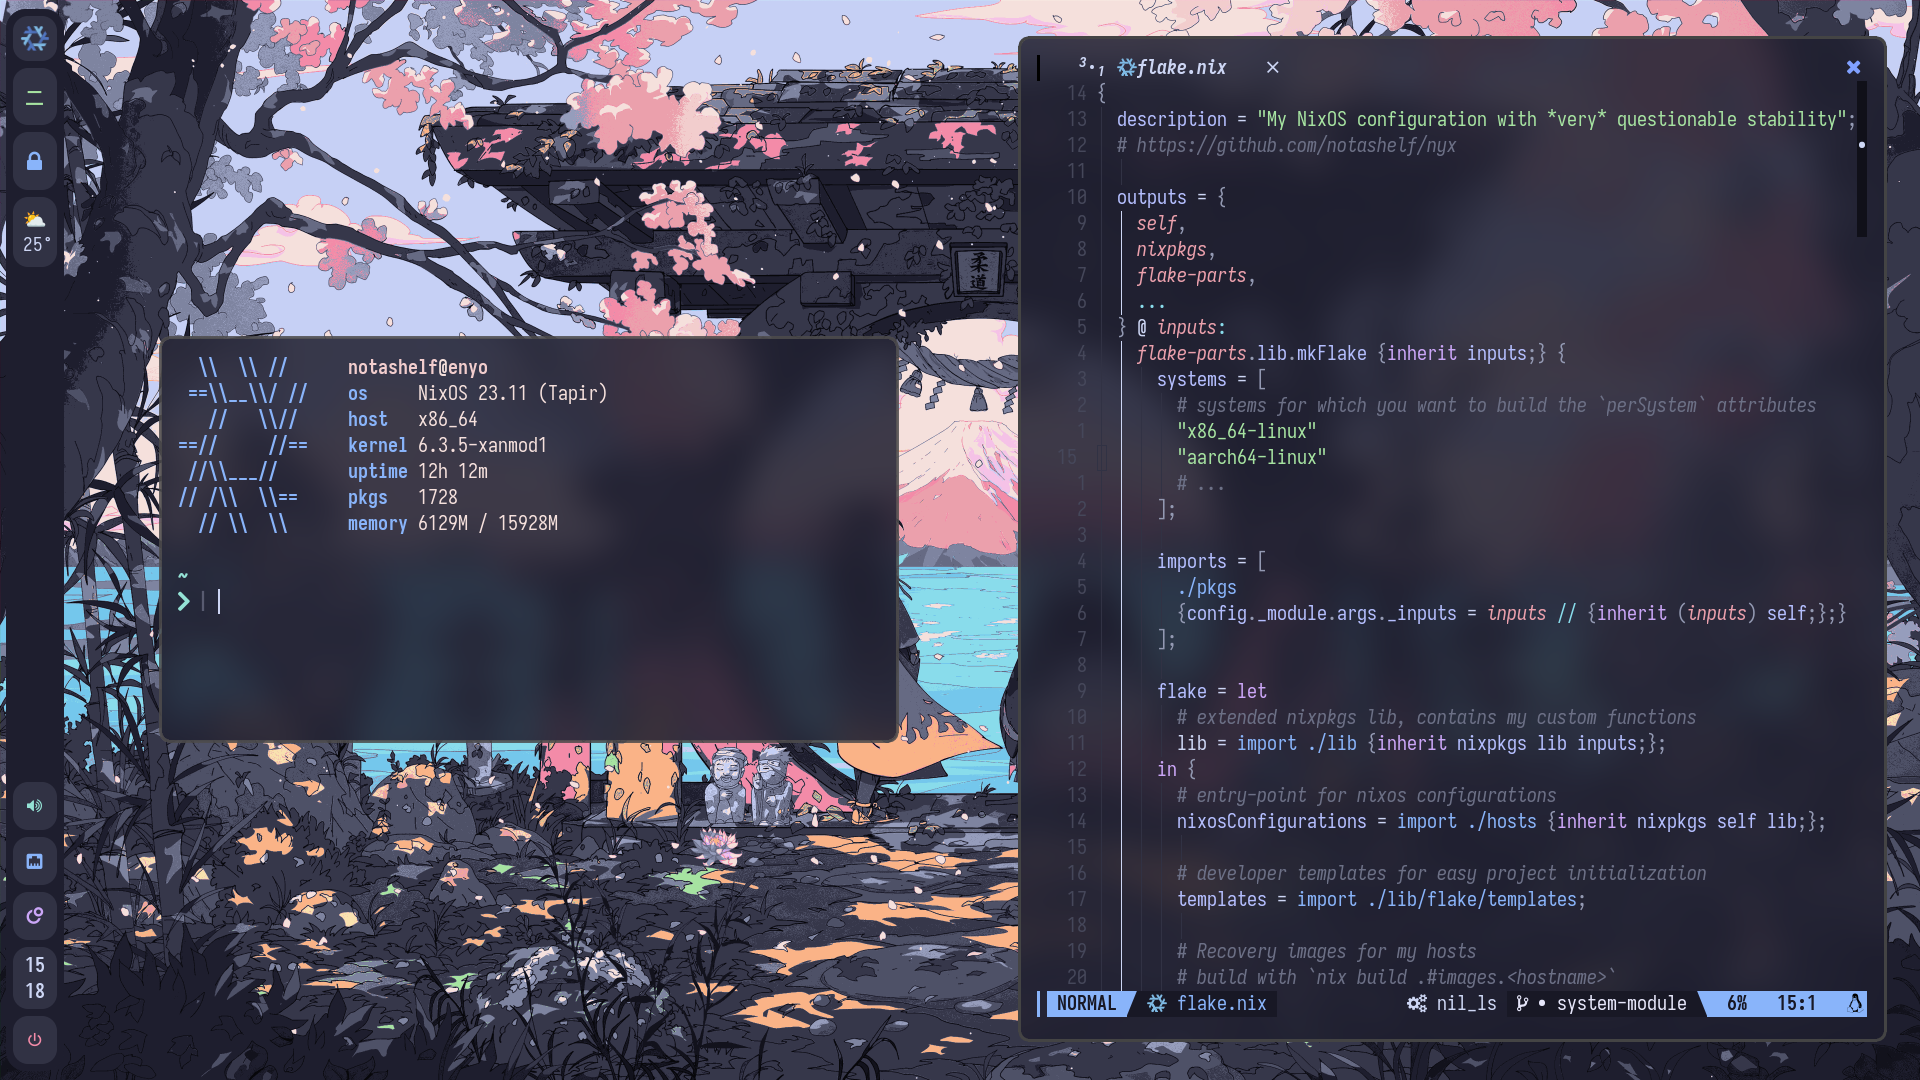 25°
15
18
柔道
\\  \\ //
==\\__\\/ //
//   \\//
==//     //==
//\\___//
// /\\  \\==
// \\  \\
notashelf@enyo
os NixOS 23.11 (Tapir)
host x86_64
kernel 6.3.5-xanmod1
uptime 12h 12m
pkgs 1728
memory 6129M / 15928M
~
❯ |
3•1 flake.nix ×
14 {
13 description = "My NixOS configuration with *very* questionable stability";
12 # https://github.com/notashelf/nyx
11
10 outputs = {
9 self,
8 nixpkgs,
7 flake-parts,
6 ...
5 } @ inputs:
4 flake-parts.lib.mkFlake {inherit inputs;} {
3 systems = [
2 # systems for which you want to build the `perSystem` attributes
1 "x86_64-linux"
15 "aarch64-linux"
1 # ...
2 ];
3
4 imports = [
5 ./pkgs
6 {config._module.args._inputs = inputs // {inherit (inputs) self;};}
7 ];
8
9 flake = let
10 # extended nixpkgs lib, contains my custom functions
11 lib = import ./lib {inherit nixpkgs lib inputs;};
12 in {
13 # entry-point for nixos configurations
14 nixosConfigurations = import ./hosts {inherit nixpkgs self lib;};
15
16 # developer templates for easy project initialization
17 templates = import ./lib/flake/templates;
18
19 # Recovery images for my hosts
20 # build with `nix build .#images.<hostname>`
NORMAL flake.nix nil_ls • system-module 6% 15:1